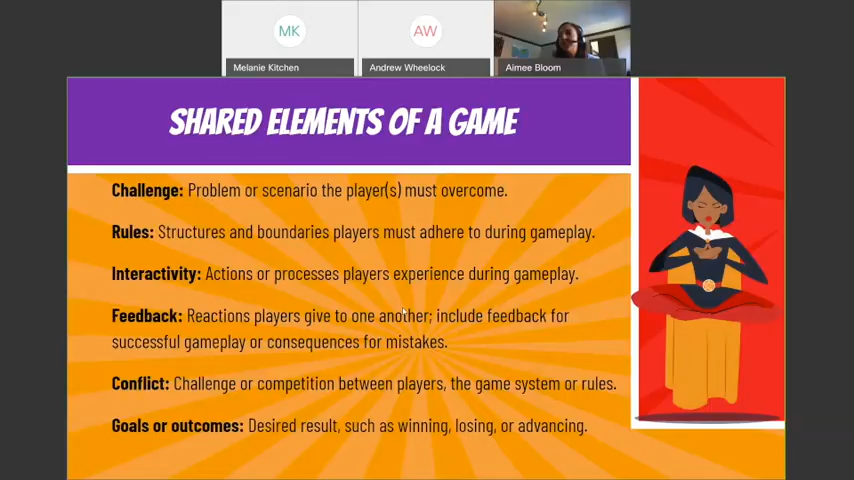 MK
AW
Melanie Kitchen
Andrew Wheelock
Aimee Bloom
SHARED ELEMENTS OF A GAME
Challenge: Problem or scenario the player(s) must overcome.
Rules: Structures and boundaries players must adhere to during gameplay.
Interactivity: Actions or processes players experience during gameplay.
Feedback: Reactions players give to one another; include feedback for
successful gameplay or consequences for mistakes.
Conflict: Challenge or competition between players, the game system or rules.
Goals or outcomes: Desired result, such as winning, losing, or advancing.